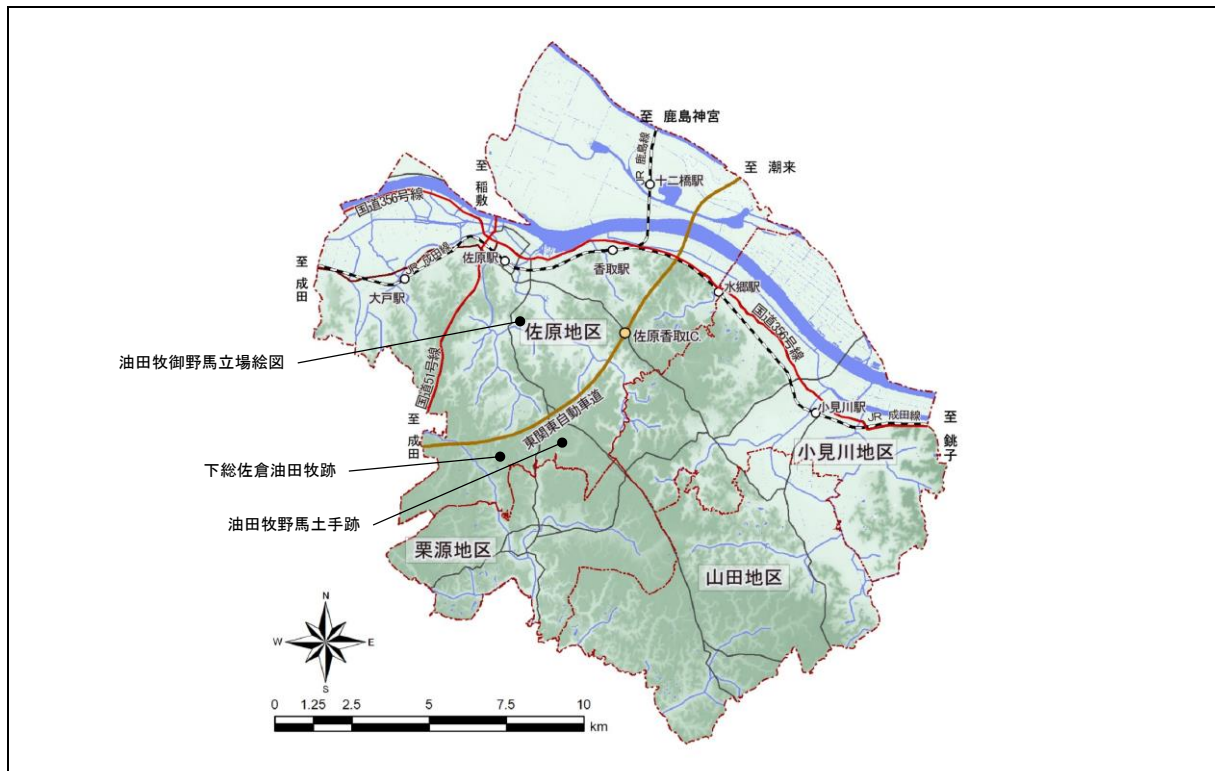 至 鹿島神宮
JR 鹿島線
至 潮来
十二橋駅
至 稲敷
国道356号線
JR 成田線
佐原駅
香取駅
至 成田
大戸駅
水郷駅
国道356号線
佐原地区
佐原香取IC.
油田牧御野馬立場絵図
国道51号線
小見川駅
JR 成田線
至 銚子
至 成田
東関東自動車道
小見川地区
下総佐倉油田牧跡
油田牧野馬土手跡
栗源地区
山田地区
N
W
E
S
0 1.25 2.5 5 7.5 10
km